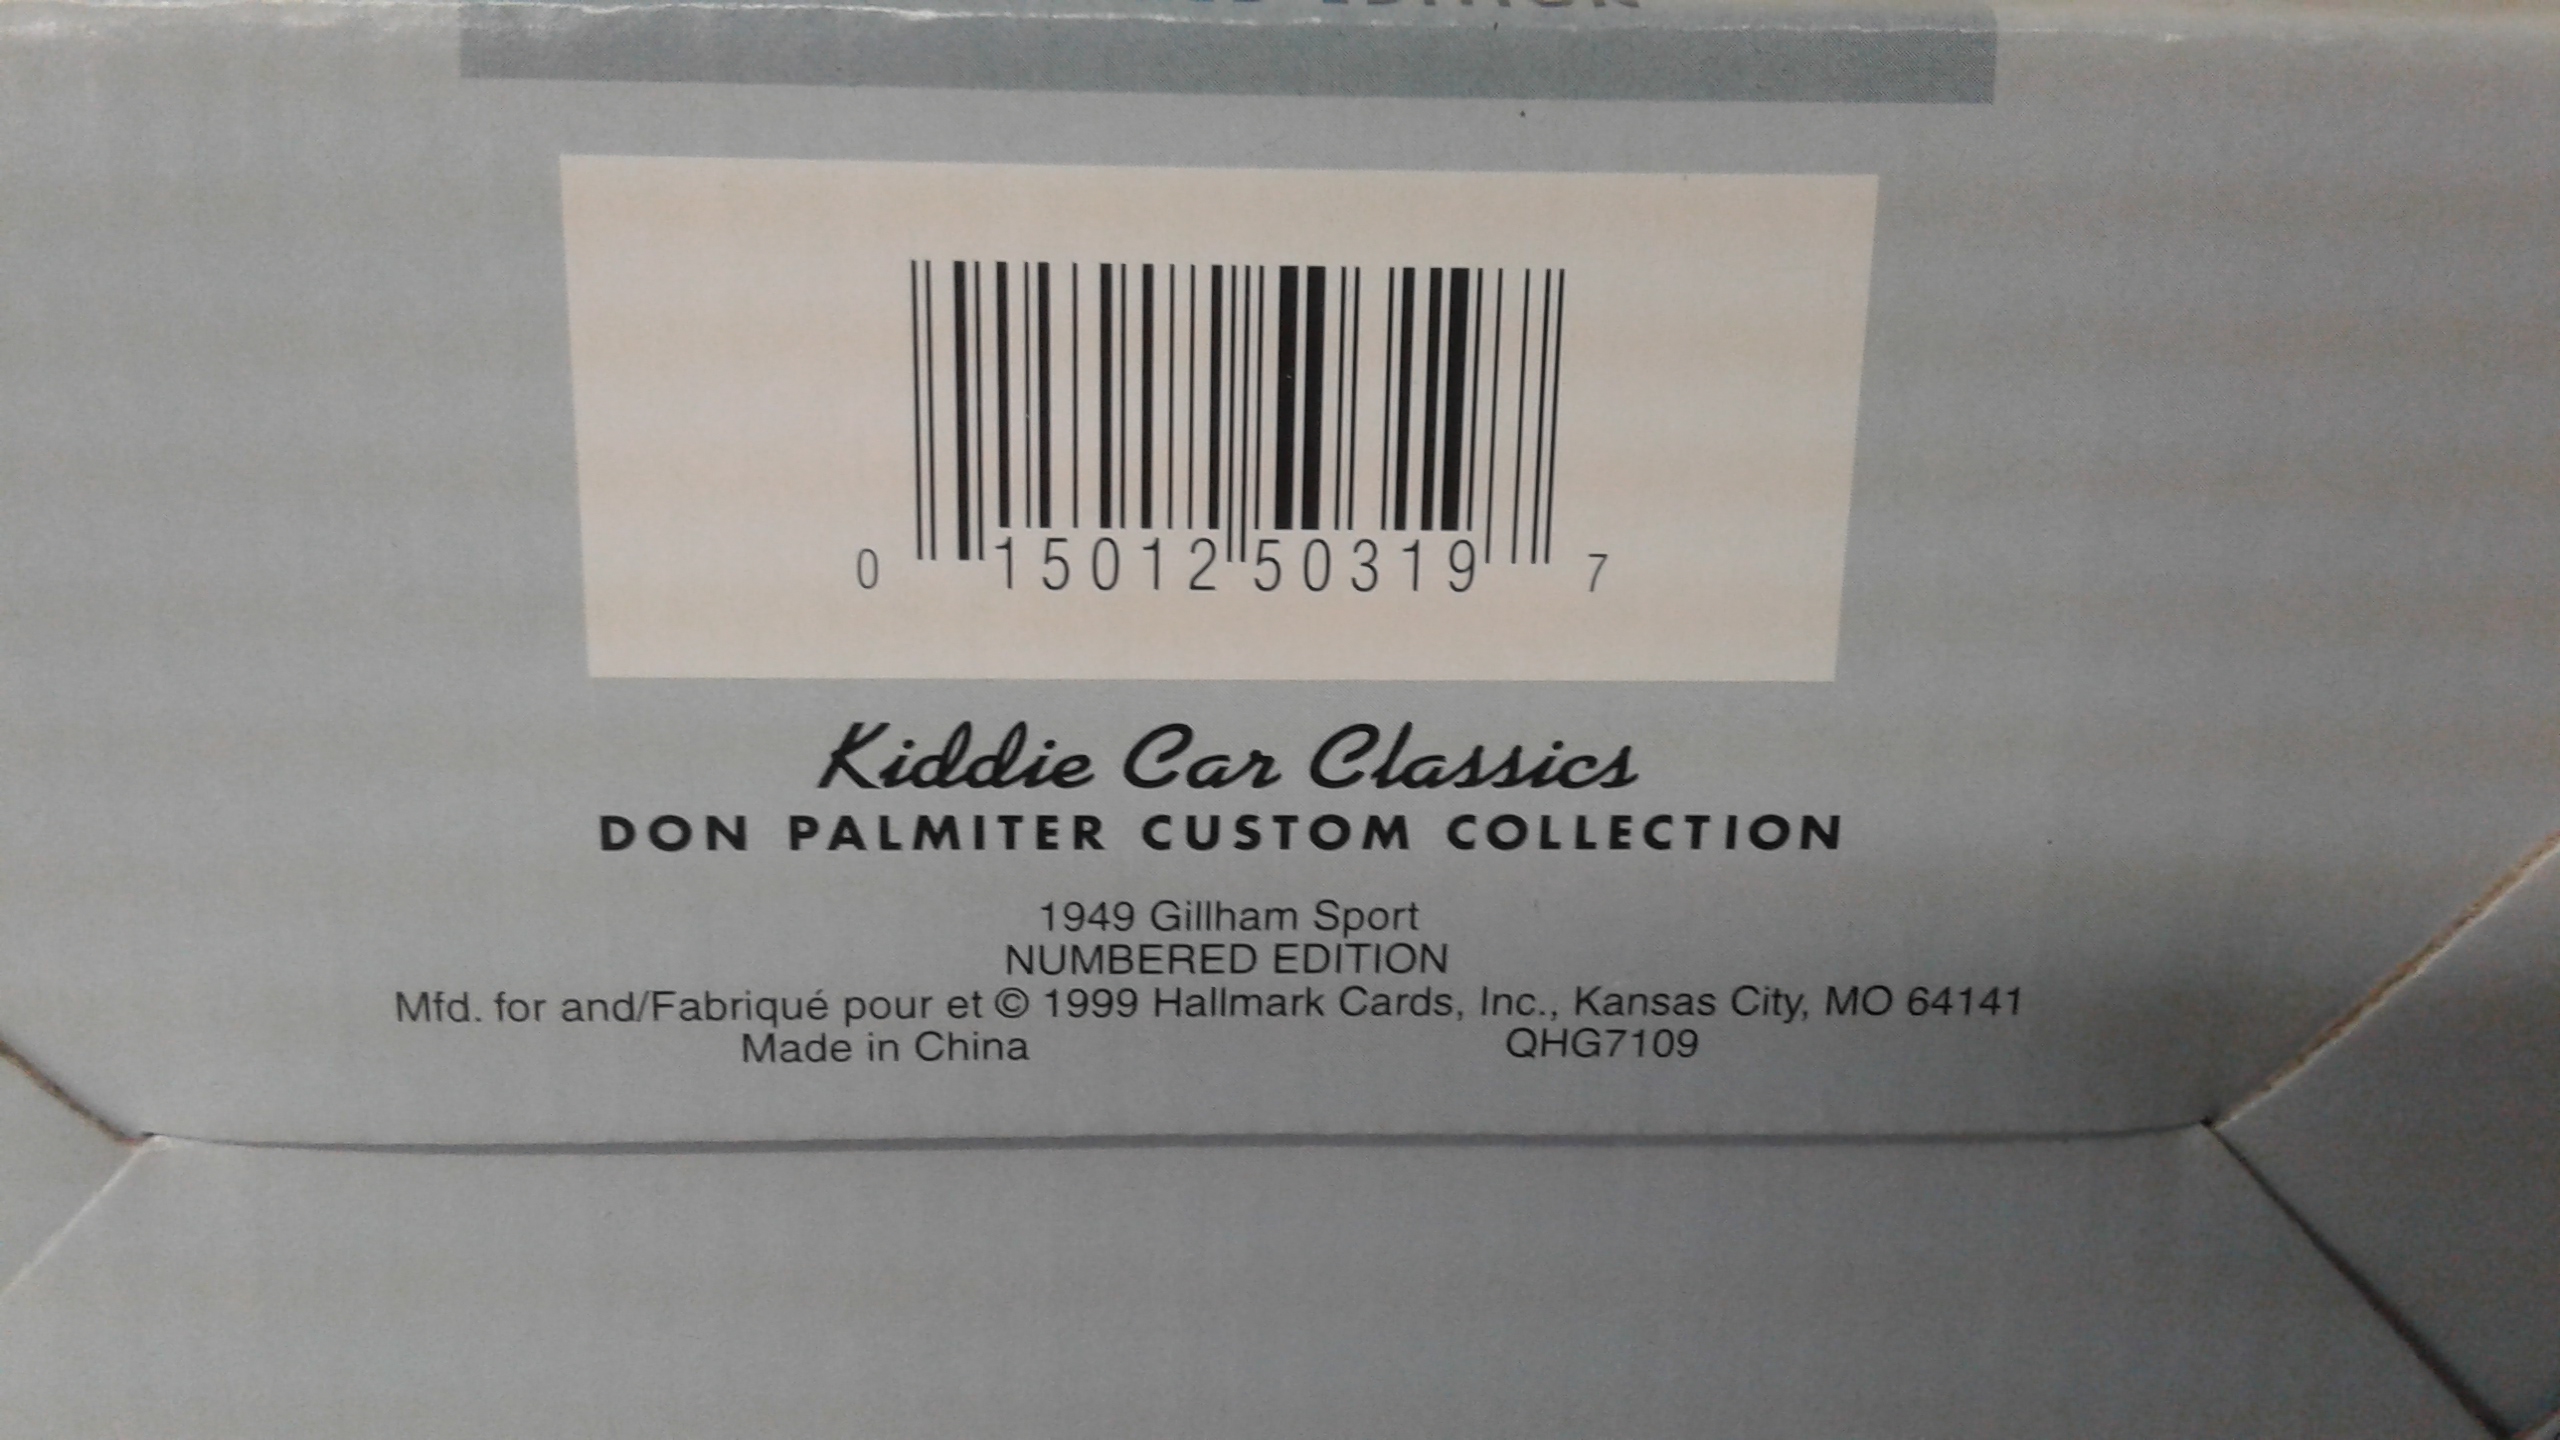 EDITION
0 15012 50319 7
Kiddie Car Classics
DON PALMITER CUSTOM COLLECTION
1949 Gillham Sport
NUMBERED EDITION
Mfd. for and/Fabriqué pour et © 1999 Hallmark Cards, Inc., Kansas City, MO 64141
Made in China QHG7109